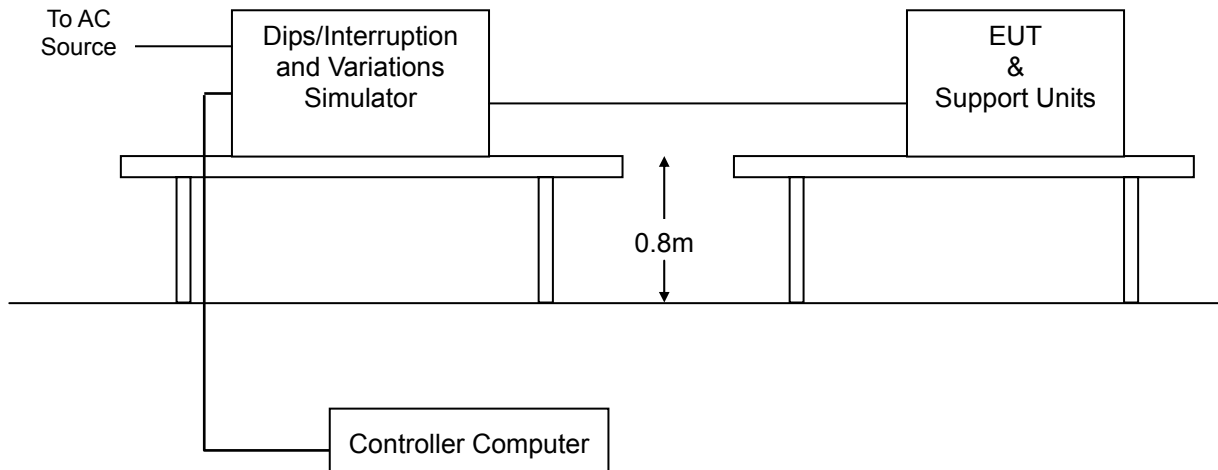 To AC
Source
Dips/Interruption
and Variations
Simulator
EUT
&
Support Units
0.8m
Controller Computer